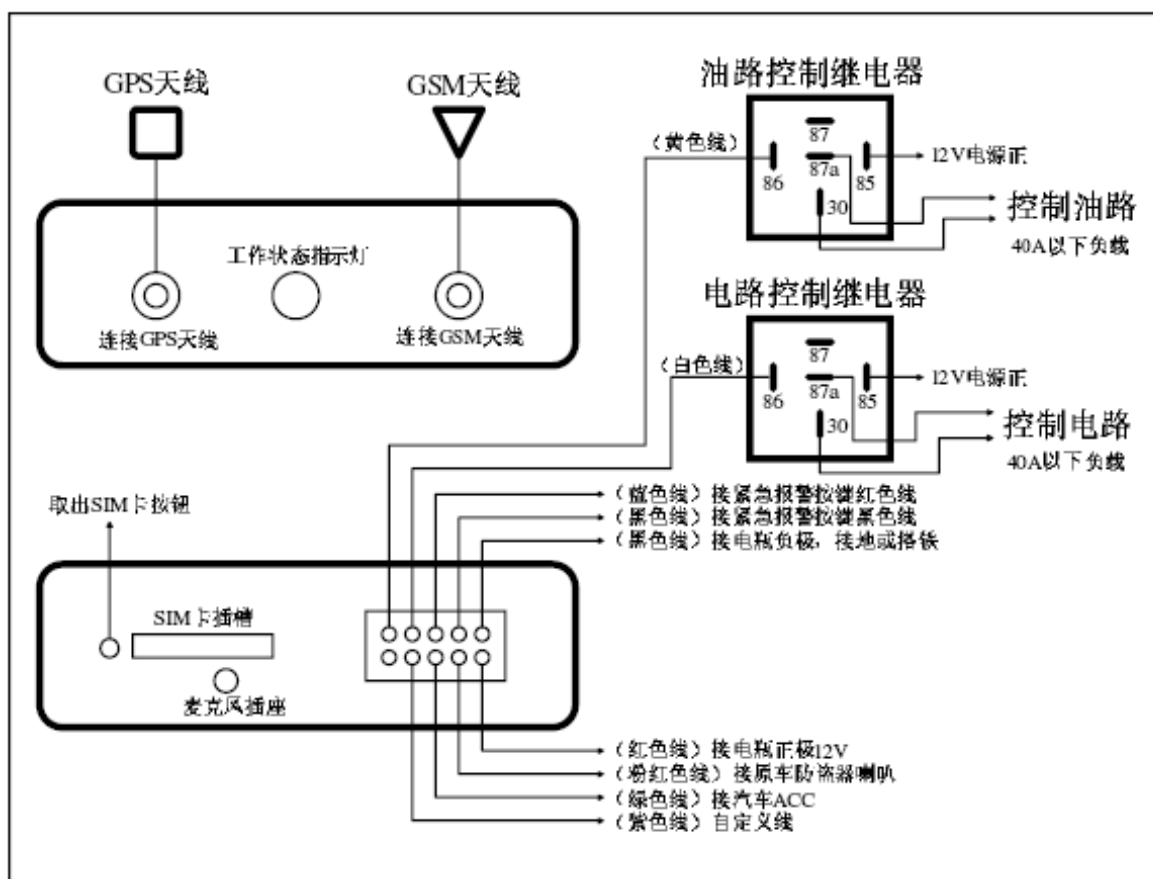 GPS天线
GSM天线
工作状态指示灯
连接GPS天线
连接GSM天线
油路控制继电器
(黄色线)
87
87a
86
85
30
12V电源正
控制油路
40A以下负线
电路控制继电器
(白色线)
87
87a
86
85
30
12V电源正
控制电路
40A以下负线
(蓝色线)接紧急报警按键红色线
(黑色线)接紧急报警按键黑色线
(黑色线)接电瓶负极，接地或搭铁
取出SIM卡按钮
SIM卡插槽
麦克风插座
(红色线)接电瓶正极12V
(粉红色线)接原车防盗器喇叭
(绿色线)接汽车ACC
(紫色线)自定义线